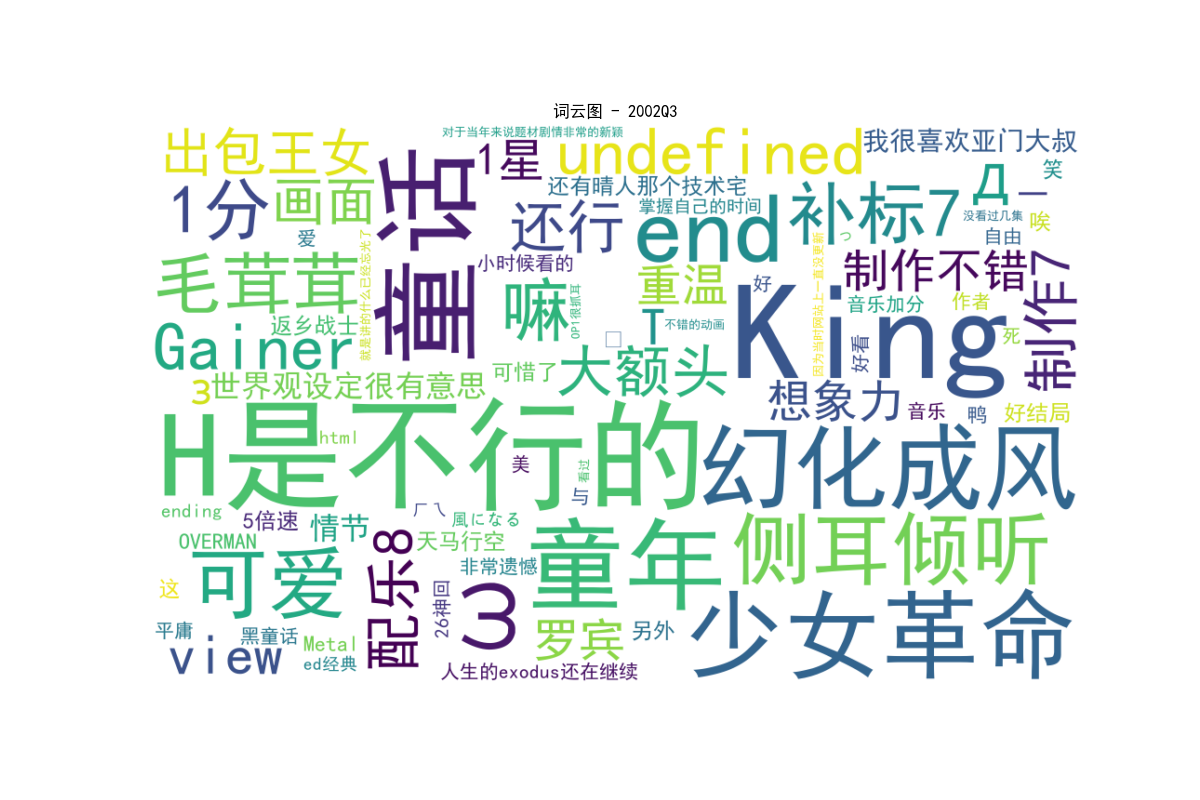 词云图 - 2002Q3
对于当年来说题材剧情非常的新颖
出包王女
1星
undefined
我很喜欢亚门大叔
笑
童话
还有晴人那个技术宅
1分
画面
还行
掌握自己的时间
end
补标7
Д
一
没看过几集
唉
爱
就是讲的什么已经忘光了
因为当时网站上一直没更新
っ
自由
毛茸茸
小时候看的
重温
好
制作不错
制作7
嘛
OP1很抓耳
King
音乐加分
作者
Gainer
返乡战士
T
不错的动画
好看
死
3
世界观设定很有意思
可惜了
大额头
想象力
音乐
鸭
好结局
H是不行的
幻化成风
html
美
看过
与
ending
5倍速
情节
厂乀
風になる
OVERMAN
配乐8
天马行空
童年
侧耳倾听
可爱
非常遗憾
这
26神回
3
少女革命
平庸
黑童话
罗宾
另外
view
Metal
ed经典
人生的exodus还在继续